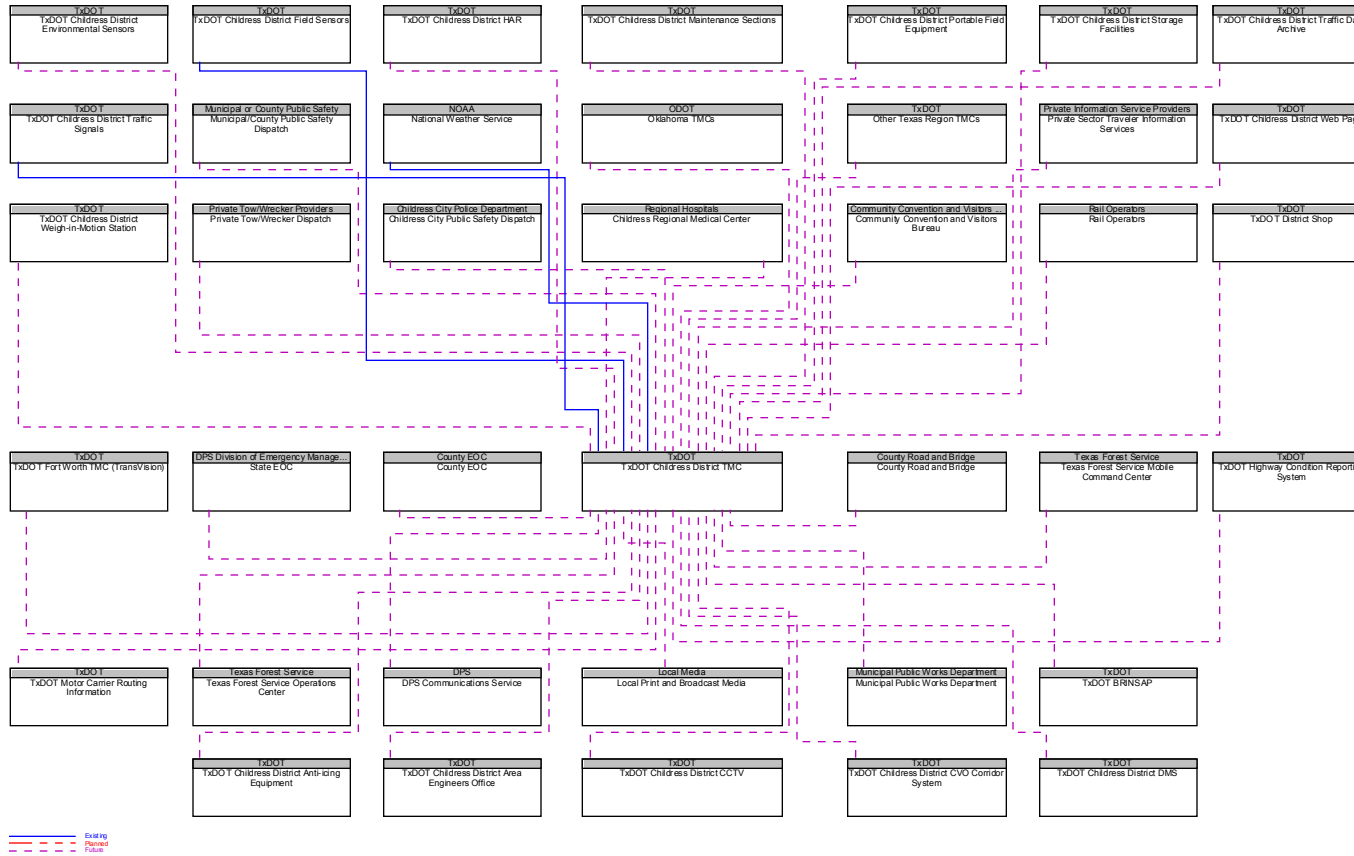 TxDOT
TxDOT Childress District
Environmental Sensors
TxDOT
TxDOT Childress District Field Sensors
TxDOT
TxDOT Childress District HAR
TxDOT
TxDOT Childress District Maintenance Sections
TxDOT
TxDOT Childress District Portable Field
Equipment
TxDOT
TxDOT Childress District Storage
Facilities
TxDOT
TxDOT Childress District Traffic Da
Archive
TxDOT
TxDOT Childress District Traffic
Signals
Municipal or County Public Safety
Municipal/County Public Safety
Dispatch
NOAA
National Weather Service
ODOT
Oklahoma TMCs
TxDOT
Other Texas Region TMCs
Private Information Service Providers
Private Sector Traveler Information
Services
TxDOT
TxDOT Childress District Web Pag
TxDOT
TxDOT Childress District
Weigh-in-Motion Station
Private Tow/Wrecker Providers
Private Tow/Wrecker Dispatch
Childress City Police Department
Childress City Public Safety Dispatch
Regional Hospitals
Childress Regional Medical Center
Community Convention and Visitors ...
Community Convention and Visitors
Bureau
Rail Operators
Rail Operators
TxDOT
TxDOT District Shop
TxDOT
TxDOT Fort Worth TMC (TransVision)
DPS Division of Emergency Manage...
State EOC
County EOC
County EOC
TxDOT
TxDOT Childress District TMC
County Road and Bridge
County Road and Bridge
Texas Forest Service
Texas Forest Service Mobile
Command Center
TxDOT
TxDOT Highway Condition Reporti
System
TxDOT
TxDOT Motor Carrier Routing
Information
Texas Forest Service
Texas Forest Service Operations
Center
DPS
DPS Communications Service
Local Media
Local Print and Broadcast Media
Municipal Public Works Department
Municipal Public Works Department
TxDOT
TxDOT BRINSAP
TxDOT
TxDOT Childress District Anti-icing
Equipment
TxDOT
TxDOT Childress District Area
Engineers Office
TxDOT
TxDOT Childress District CCTV
TxDOT
TxDOT Childress District CVO Corridor
System
TxDOT
TxDOT Childress District DMS
Existing
Planned
Future